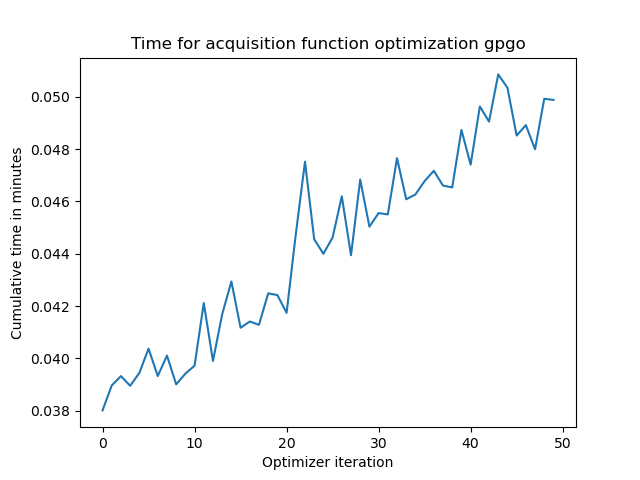 Time for acquisition function optimization gpgo
Cumulative time in minutes
0.050
0.048
0.046
0.044
0.042
0.040
0.038
0 10 20 30 40 50
Optimizer iteration